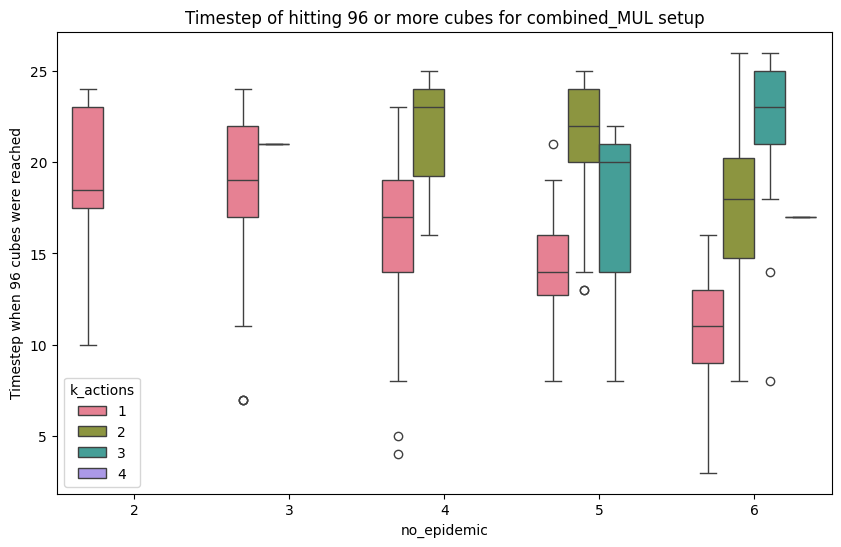 Timestep of hitting 96 or more cubes for combined_MUL setup
Timestep when 96 cubes were reached
25
20
15
10
5
k_actions
1
2
3
4
2 3 4 5 6
no_epidemic